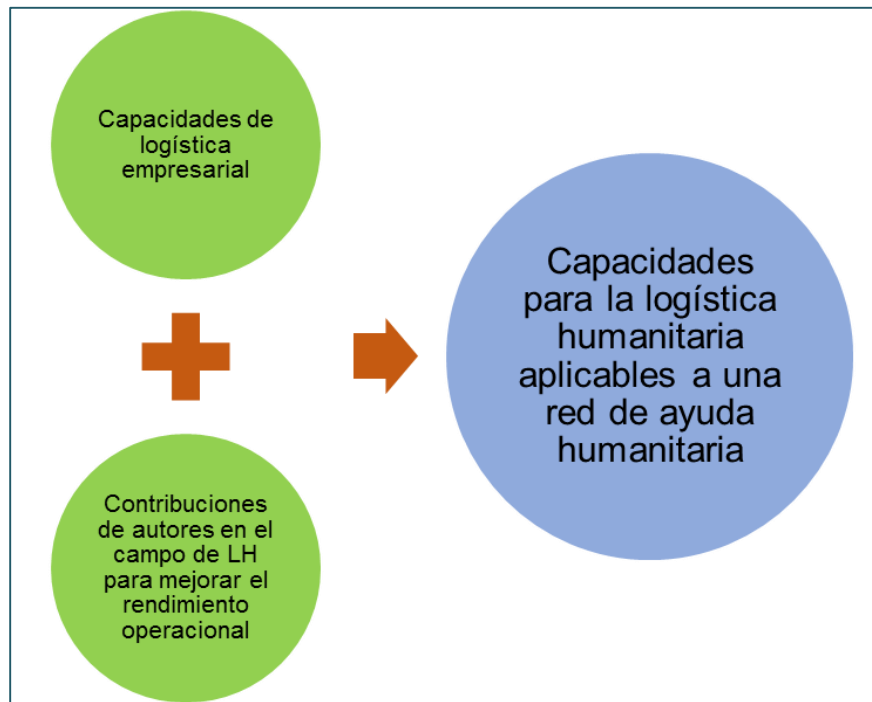 Capacidades de
logística
empresarial
Contribuciones
de autores en el
campo de LH
para mejorar el
rendimiento
operacional
Capacidades
para la logística
humanitaria
aplicables a una
red de ayuda
humanitaria